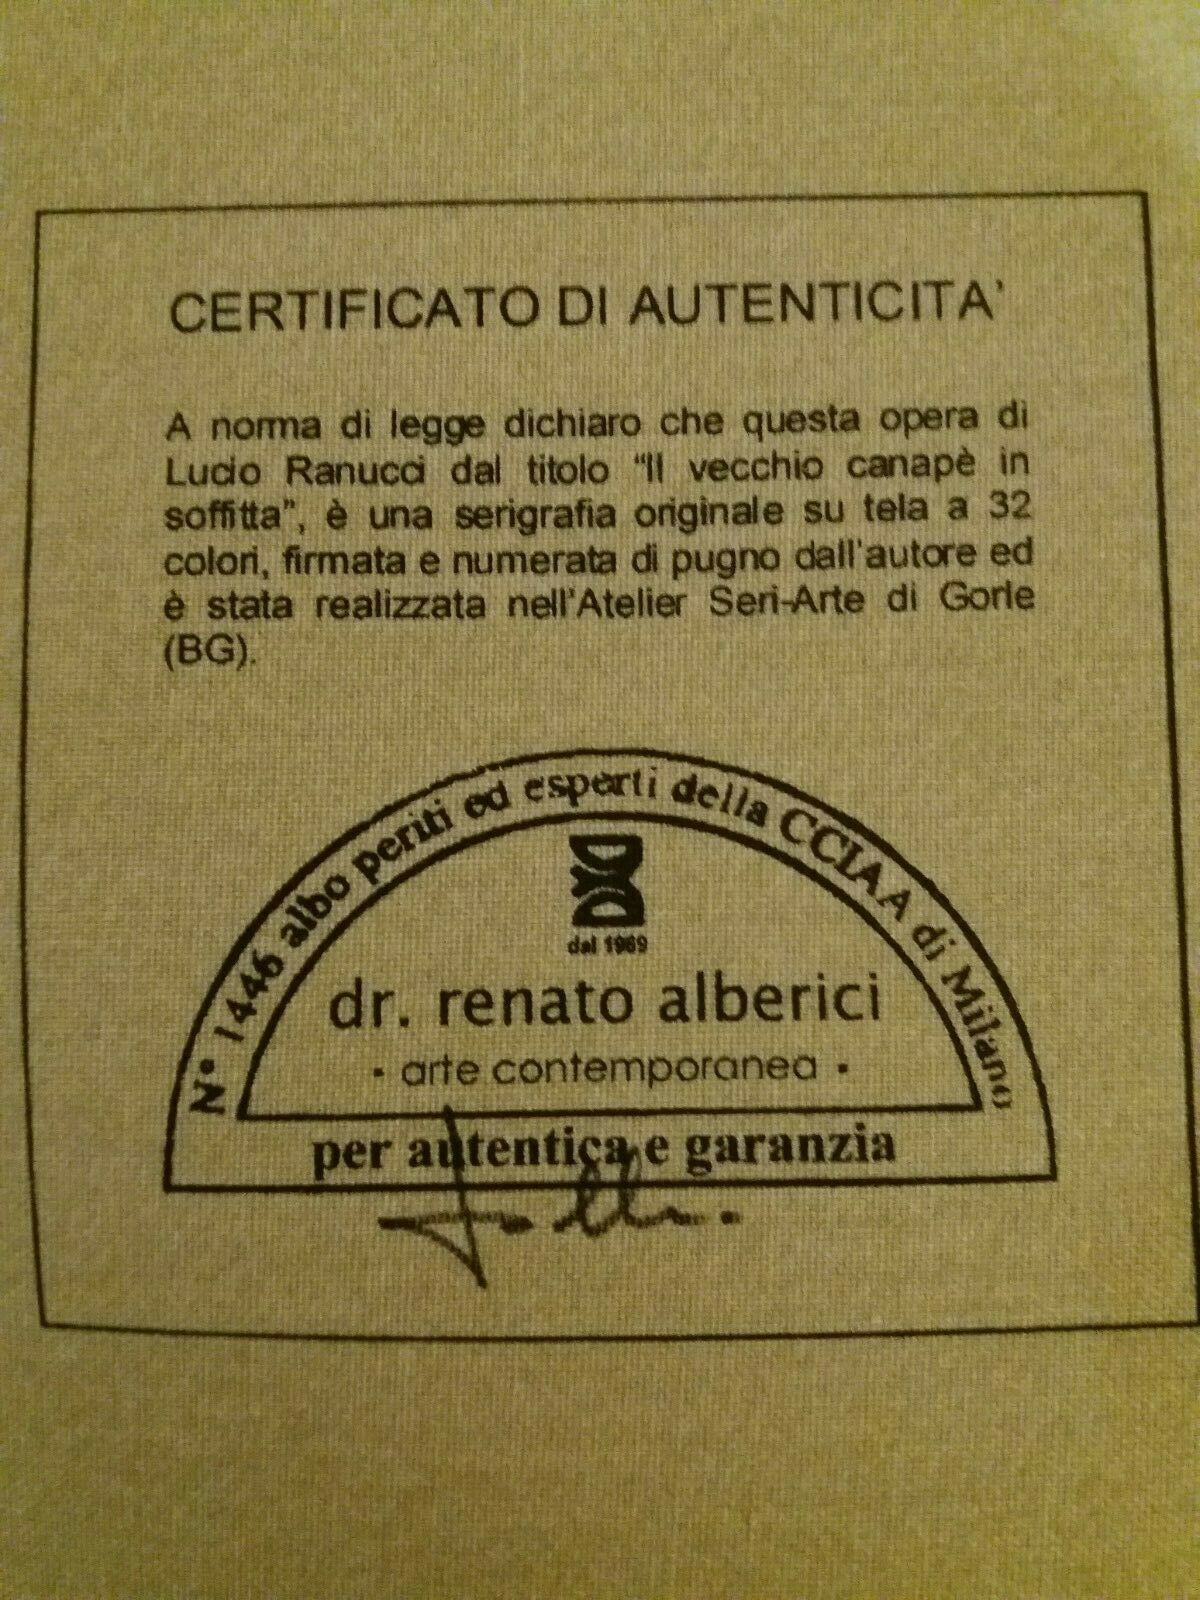 CERTIFICATO DI AUTENTICITA'
A norma di legge dichiaro che questa opera di
Lucio Ranucci dal titolo "Il vecchio canapè in
soffitta", è una serigrafia originale su tela a 32
colori, firmata e numerata di pugno dall'autore ed
è stata realizzata nell'Atelier Seri-Arte di Gorle
(BG).
N° 1446 albo periti ed esperti della CCIAA di Milano
dal 1969
dr. renato alberici
• arte contemporanea •
per autentica e garanzia